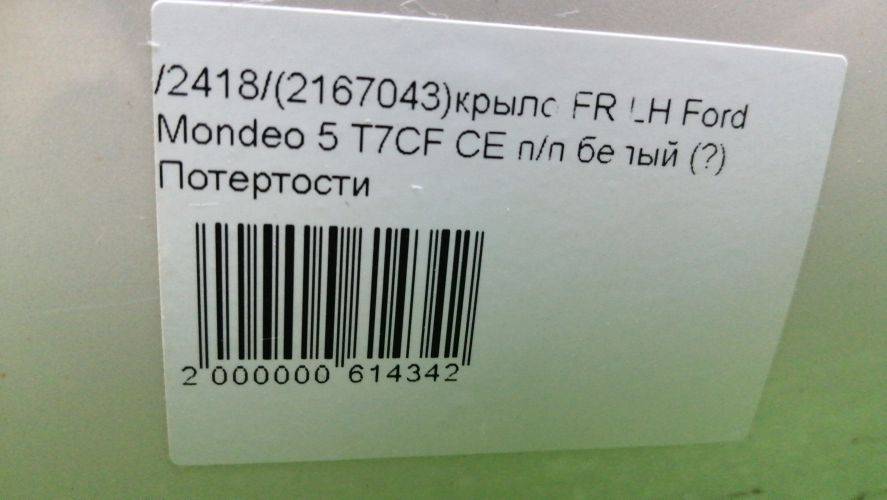 /2418/(2167043)крыло FR LH Ford
Mondeo 5 T7CF CE п/п белый (?)
Потертости
2 000000 614342